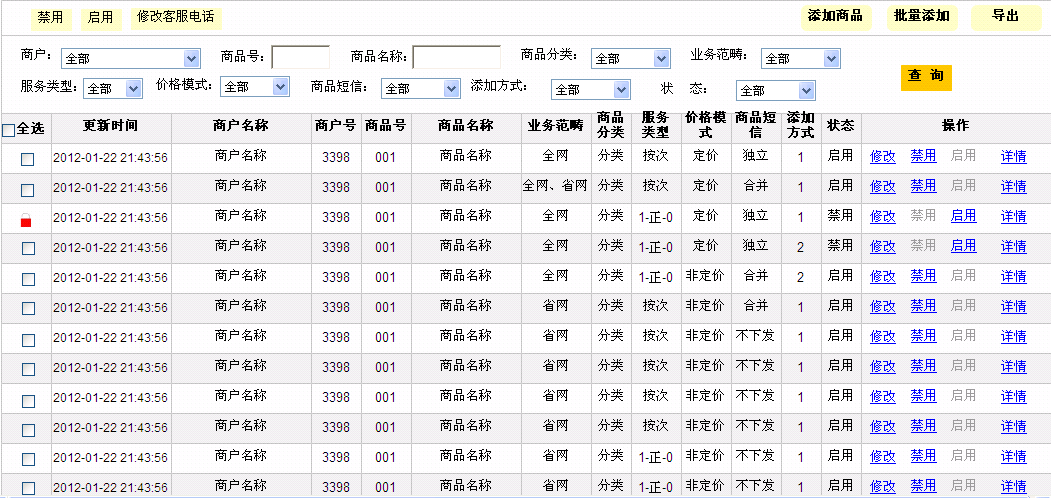 禁用 启用 修改客服电话 添加商品 批量添加 导出
商户： 全部 商品号： 商品名称： 商品分类： 全部 业务范畴： 全部
服务类型： 全部 价格模式： 全部 商品短信： 全部 添加方式： 全部 状 态： 全部 查 询
全选 更新时间 商户名称 商户号 商品号 商品名称 业务范畴 商品分类 服务类型 价格模式 商品短信 添加方式 状态 操作
2012-01-22 21:43:56 商户名称 3398 001 商品名称 全网 分类 按次 定价 独立 1 启用 修改 禁用 启用 详情
2012-01-22 21:43:56 商户名称 3398 001 商品名称 全网、省网 分类 按次 定价 合并 1 启用 修改 禁用 启用 详情
2012-01-22 21:43:56 商户名称 3398 001 商品名称 全网 分类 1-正-0 定价 独立 1 禁用 修改 禁用 启用 详情
2012-01-22 21:43:56 商户名称 3398 001 商品名称 全网 分类 1-正-0 定价 独立 2 禁用 修改 禁用 启用 详情
2012-01-22 21:43:56 商户名称 3398 001 商品名称 全网 分类 1-正-0 非定价 合并 2 启用 修改 禁用 启用 详情
2012-01-22 21:43:56 商户名称 3398 001 商品名称 省网 分类 按次 非定价 合并 1 启用 修改 禁用 启用 详情
2012-01-22 21:43:56 商户名称 3398 001 商品名称 省网 分类 按次 非定价 不下发 1 启用 修改 禁用 启用 详情
2012-01-22 21:43:56 商户名称 3398 001 商品名称 省网 分类 按次 非定价 不下发 1 启用 修改 禁用 启用 详情
2012-01-22 21:43:56 商户名称 3398 001 商品名称 省网 分类 按次 非定价 不下发 1 启用 修改 禁用 启用 详情
2012-01-22 21:43:56 商户名称 3398 001 商品名称 省网 分类 按次 非定价 不下发 1 启用 修改 禁用 启用 详情
2012-01-22 21:43:56 商户名称 3398 001 商品名称 省网 分类 1-正-0 非定价 不下发 1 启用 修改 禁用 启用 详情
2012-01-22 21:43:56 商户名称 3398 001 商品名称 省网 分类 1-正-0 非定价 不下发 1 启用 修改 禁用 启用 详情